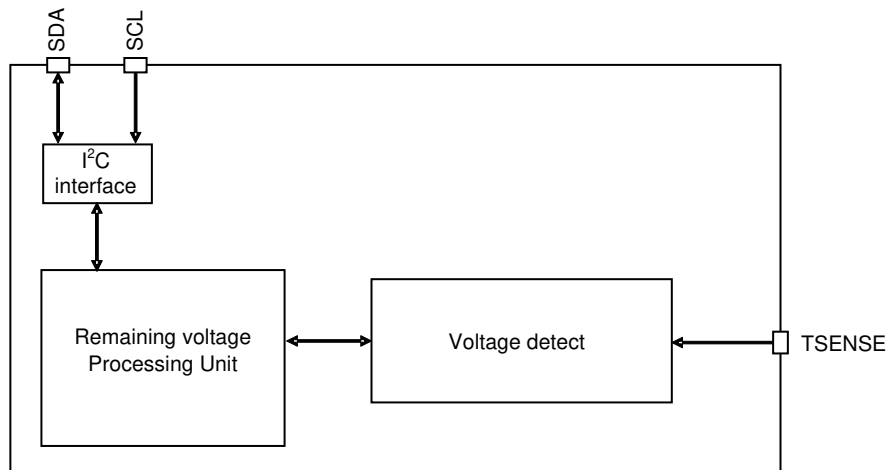 SDA
SCL
I²C
interface
Remaining voltage
Processing Unit
Voltage detect
TSENSE